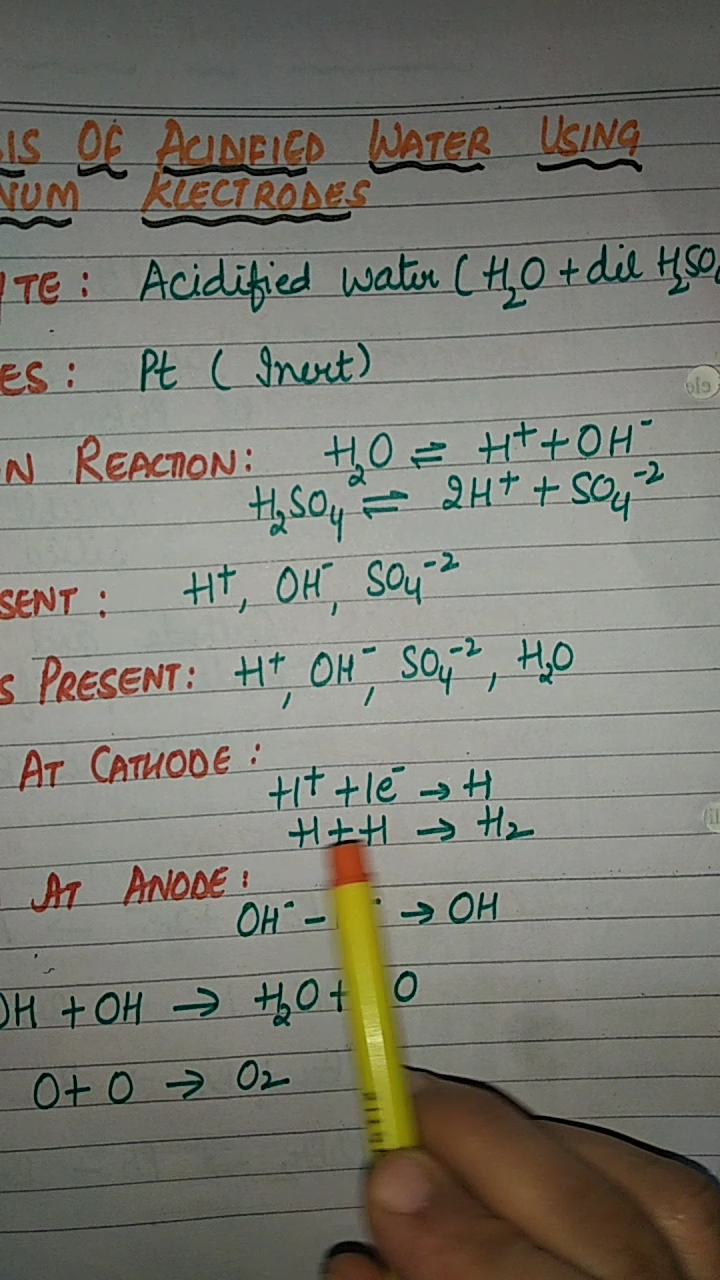 IS OF ACIDIFIED WATER USING
NUM ELECTRODES
TE : Acidified water ( H₂O + dil H₂SO₄
ES : Pt ( Inert )
N REACTION: H₂O ⇌ H⁺ + OH⁻
H₂SO₄ ⇌ 2H⁺ + SO₄⁻²
SENT : H⁺, OH⁻, SO₄⁻²
S PRESENT: H⁺, OH⁻, SO₄⁻², H₂O
AT CATHODE :
H⁺ + 1e⁻ → H
H + H → H₂
AT ANODE :
OH⁻ - ⁻ → OH
OH + OH → H₂O + O
O + O → O₂